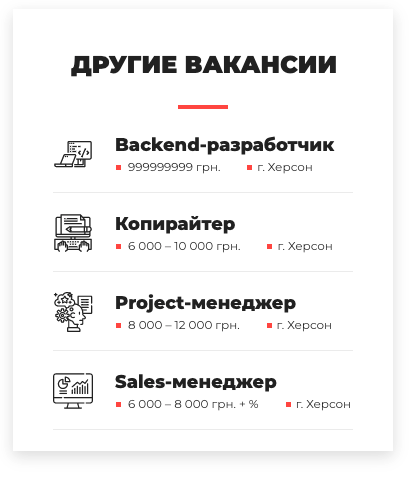 ДРУГИЕ ВАКАНСИИ
Backend-разработчик
999999999 грн. г. Херсон
Копирайтер
6 000 – 10 000 грн. г. Херсон
Project-менеджер
8 000 – 12 000 грн. г. Херсон
Sales-менеджер
6 000 – 8 000 грн. + % г. Херсон